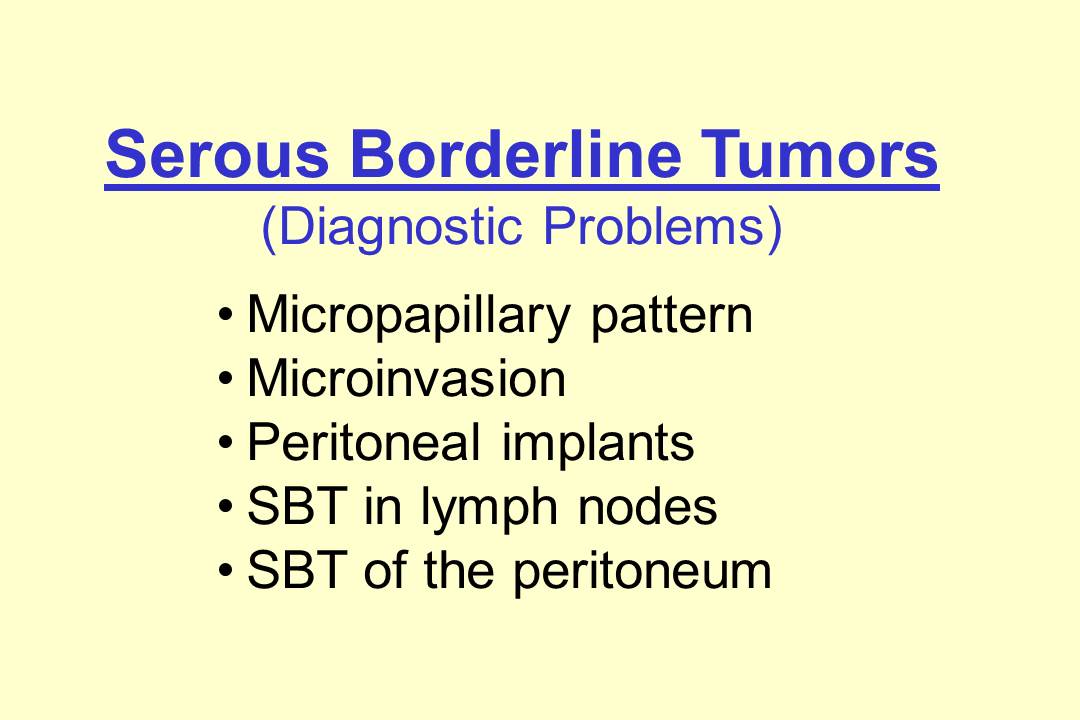 Serous Borderline Tumors
(Diagnostic Problems)
• Micropapillary pattern
• Microinvasion
• Peritoneal implants
• SBT in lymph nodes
• SBT of the peritoneum